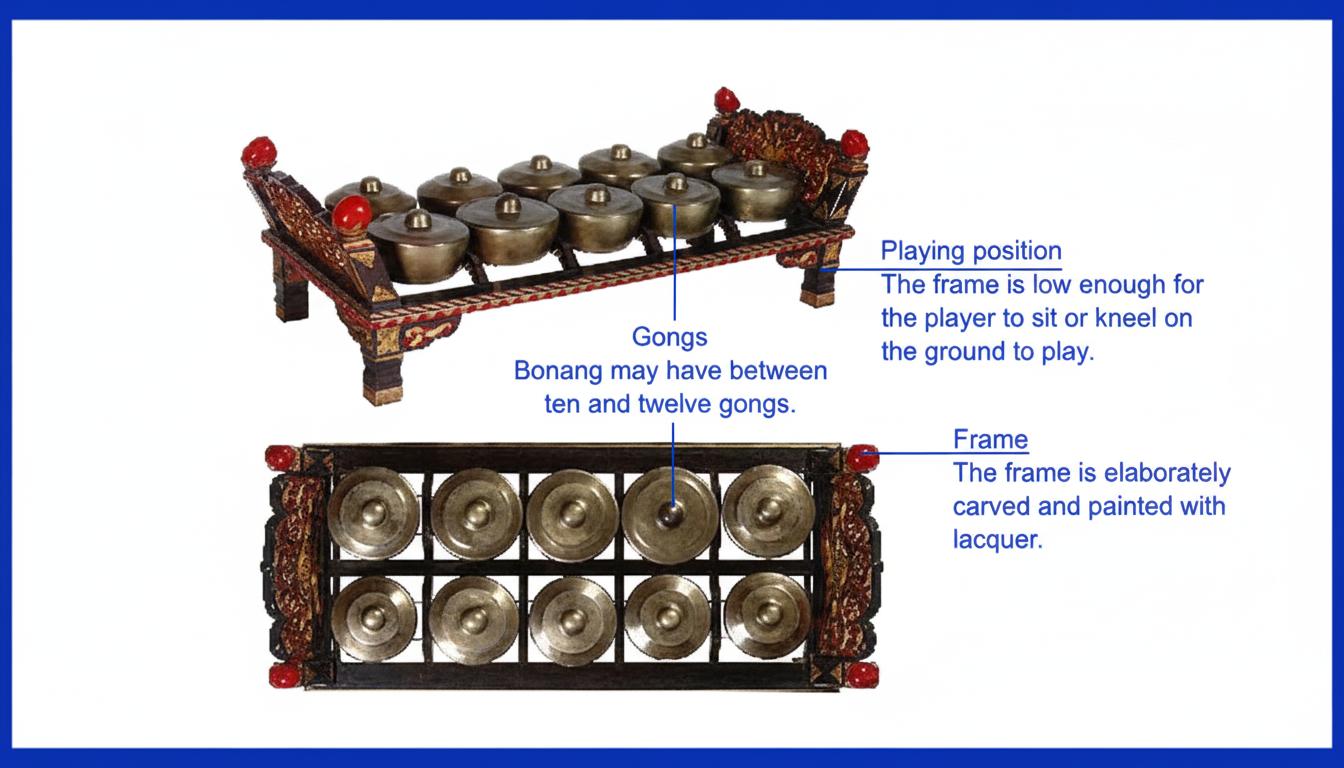 Playing position
The frame is low enough for
the player to sit or kneel on
the ground to play.
Gongs
Bonang may have between
ten and twelve gongs.
Frame
The frame is elaborately
carved and painted with
lacquer.